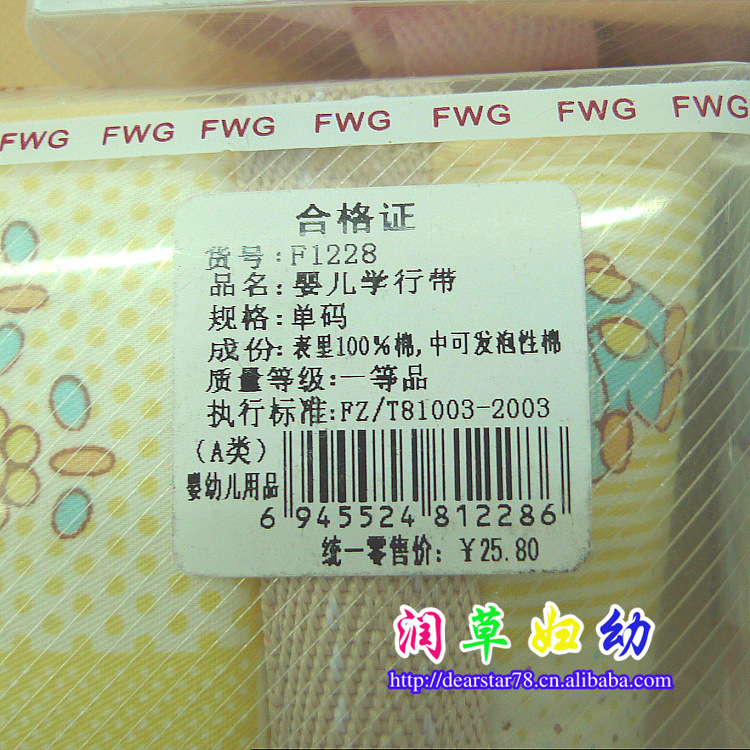 FWG FWG FWG FWG FWG FWG FWG
合格证
货号:F1228
品名:婴儿学行带
规格:单码
成份:表里100%棉,中可发泡性棉
质量等级:一等品
执行标准:FZ/T81003-2003
(A类)
婴幼儿用品
6 945524 812286
统一零售价:¥25.80
润草妇幼
http://dearstar78.cn.alibaba.com